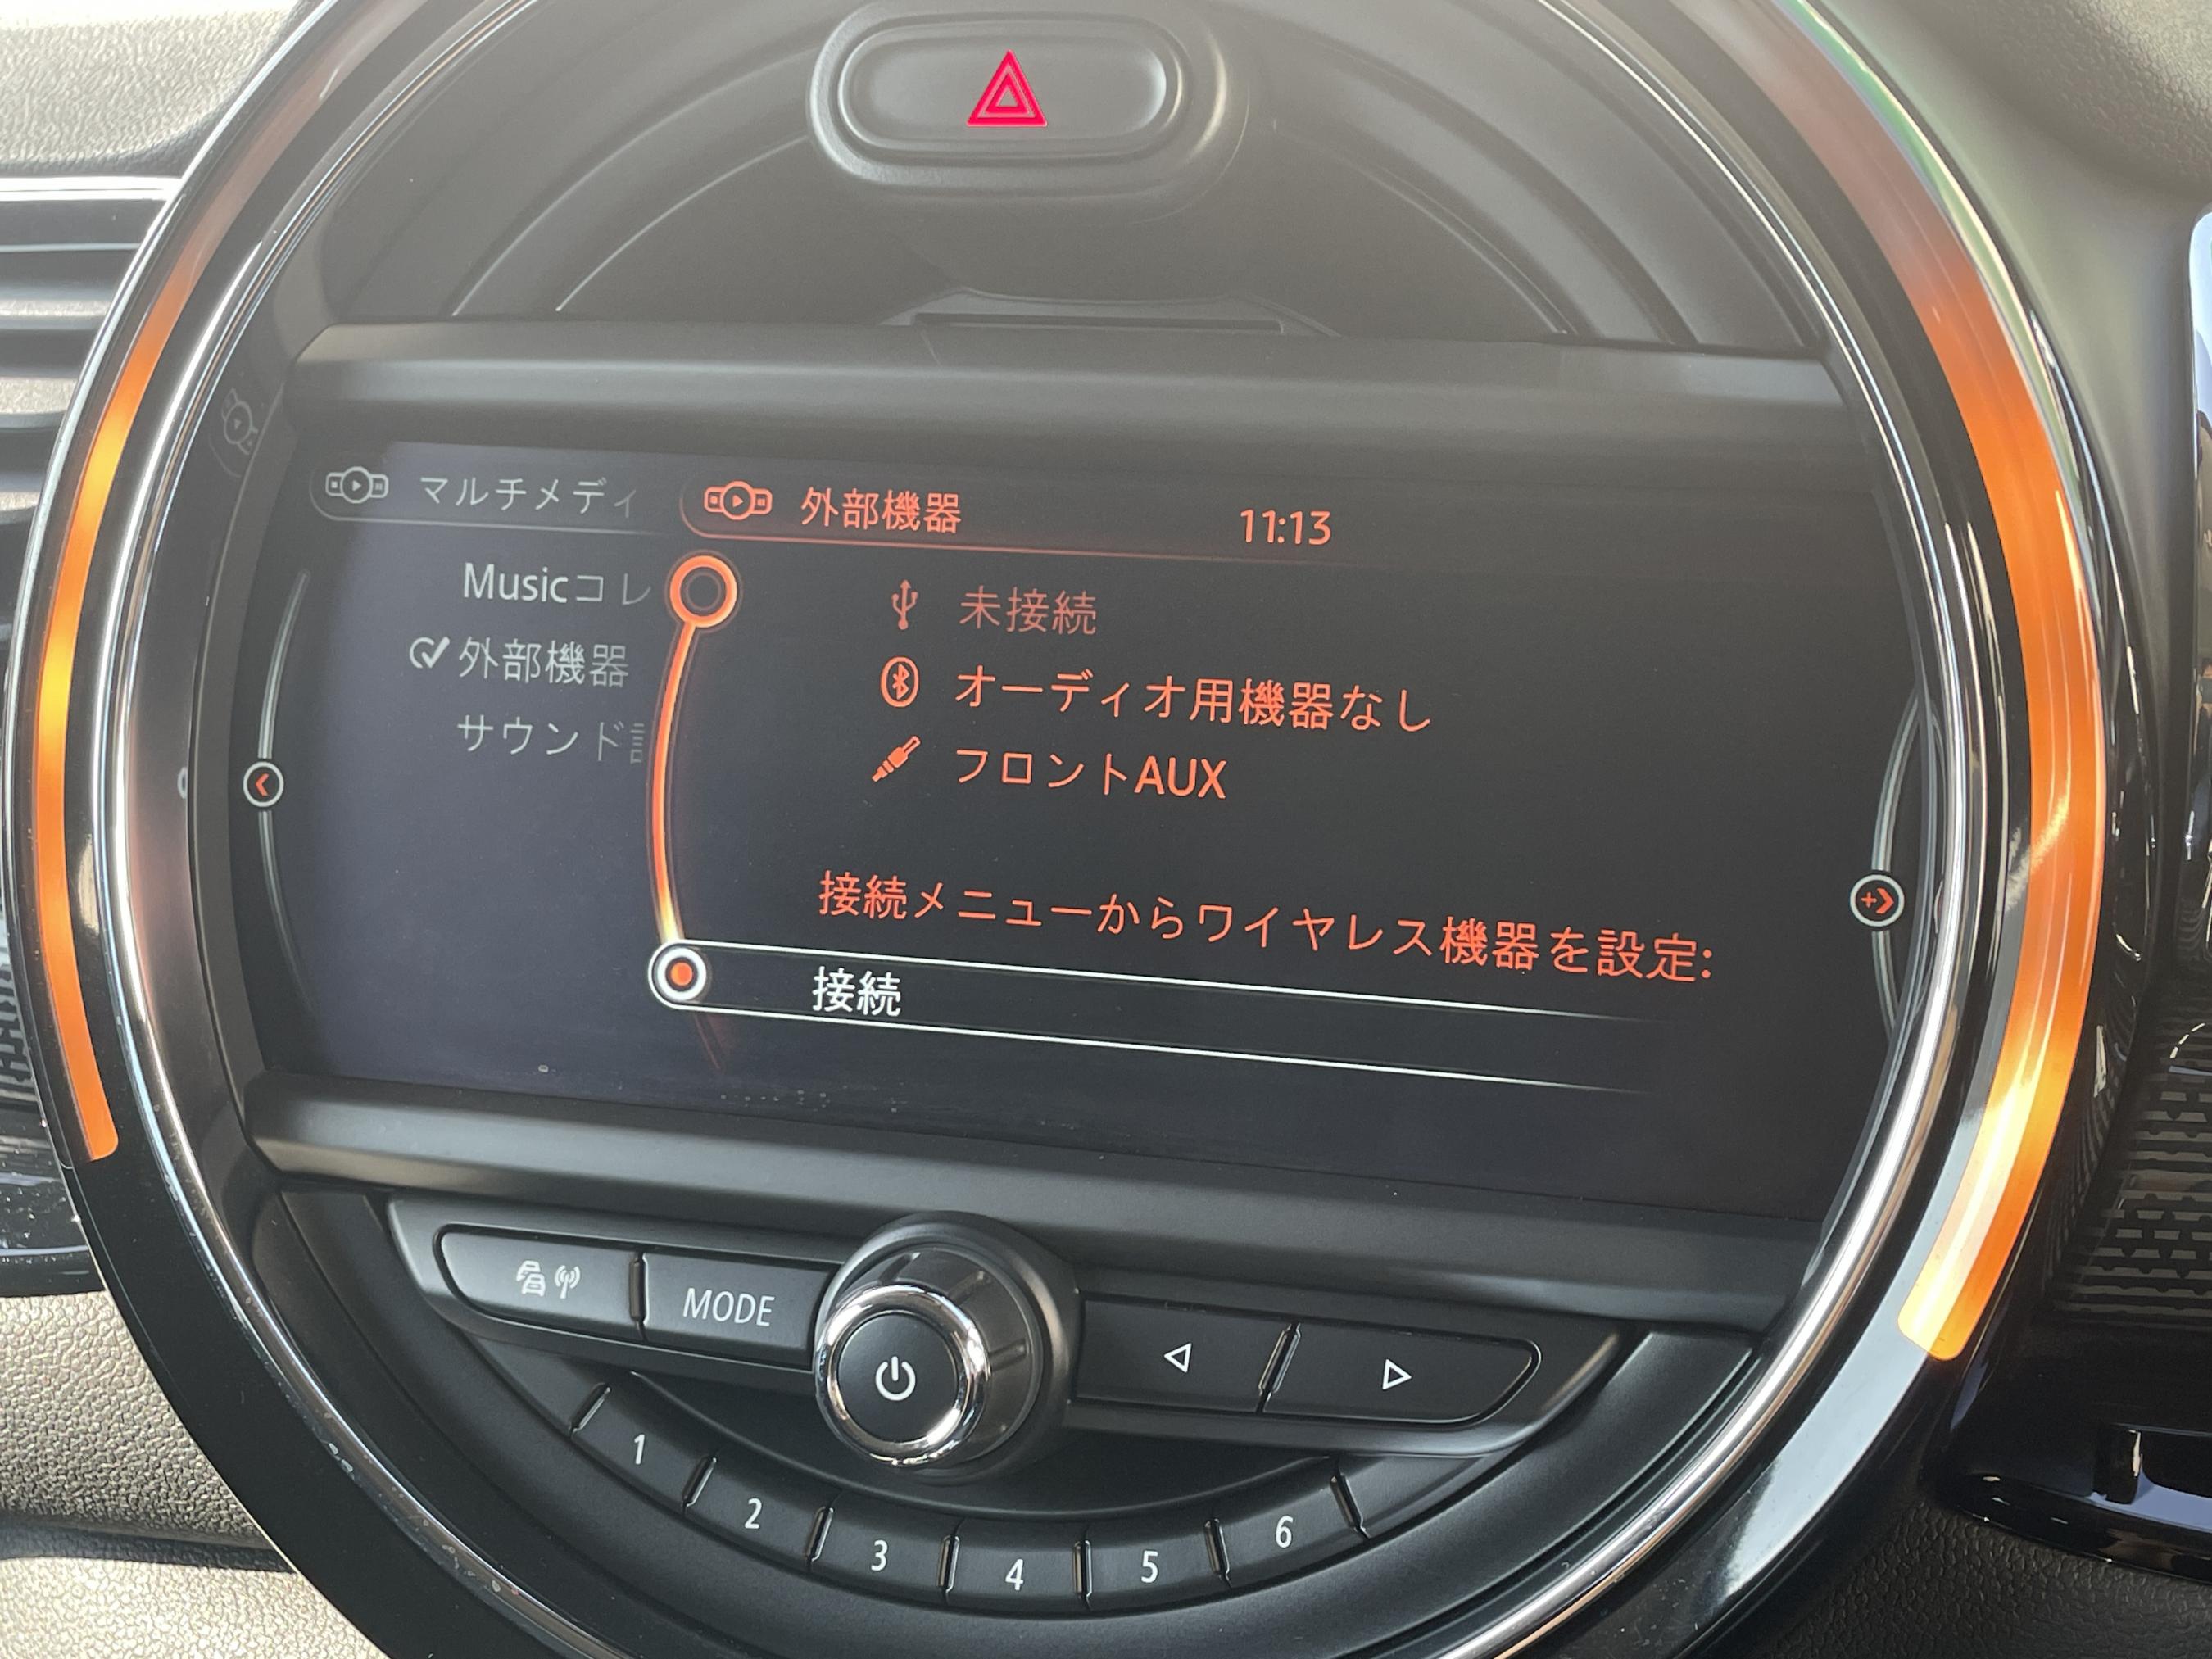 マルチメディ
外部機器
11:13
Musicコレ
外部機器
サウンド
未接続
オーディオ用機器なし
フロントAUX
接続メニューからワイヤレス機器を設定:
接続
MODE
1
2
3
4
5
6